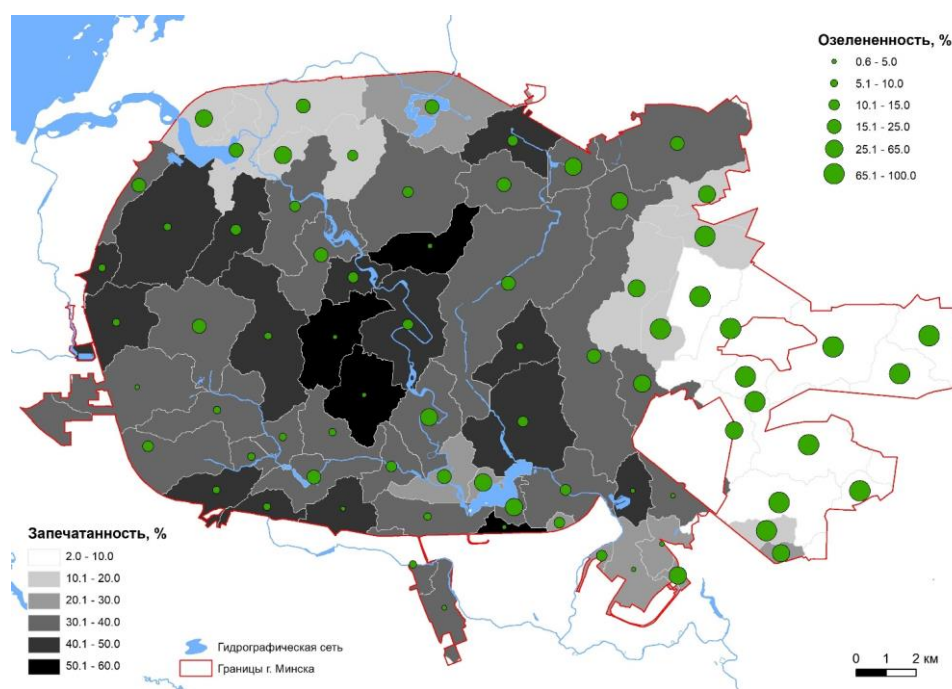 Озелененность, %
0.6 - 5.0
5.1 - 10.0
10.1 - 15.0
15.1 - 25.0
25.1 - 65.0
65.1 - 100.0
Запечатанность, %
2.0 - 10.0
10.1 - 20.0
20.1 - 30.0
30.1 - 40.0
40.1 - 50.0
50.1 - 60.0
Гидрографическая сеть
Границы г. Минска
0 1 2 км